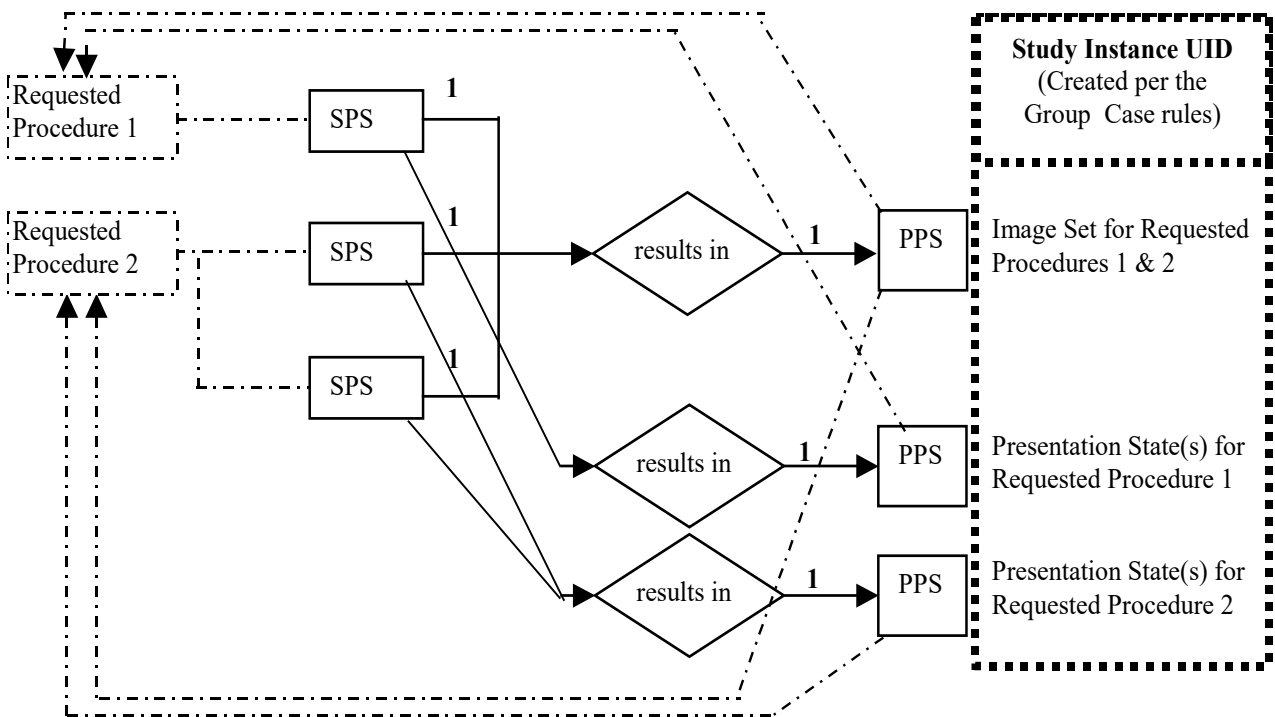 Study Instance UID
(Created per the
Group Case rules)
Requested
Procedure 1
SPS
1
Requested
Procedure 2
SPS
1
results in
1
PPS
Image Set for Requested
Procedures 1 & 2
SPS
1
results in
1
PPS
Presentation State(s) for
Requested Procedure 1
results in
1
PPS
Presentation State(s) for
Requested Procedure 2